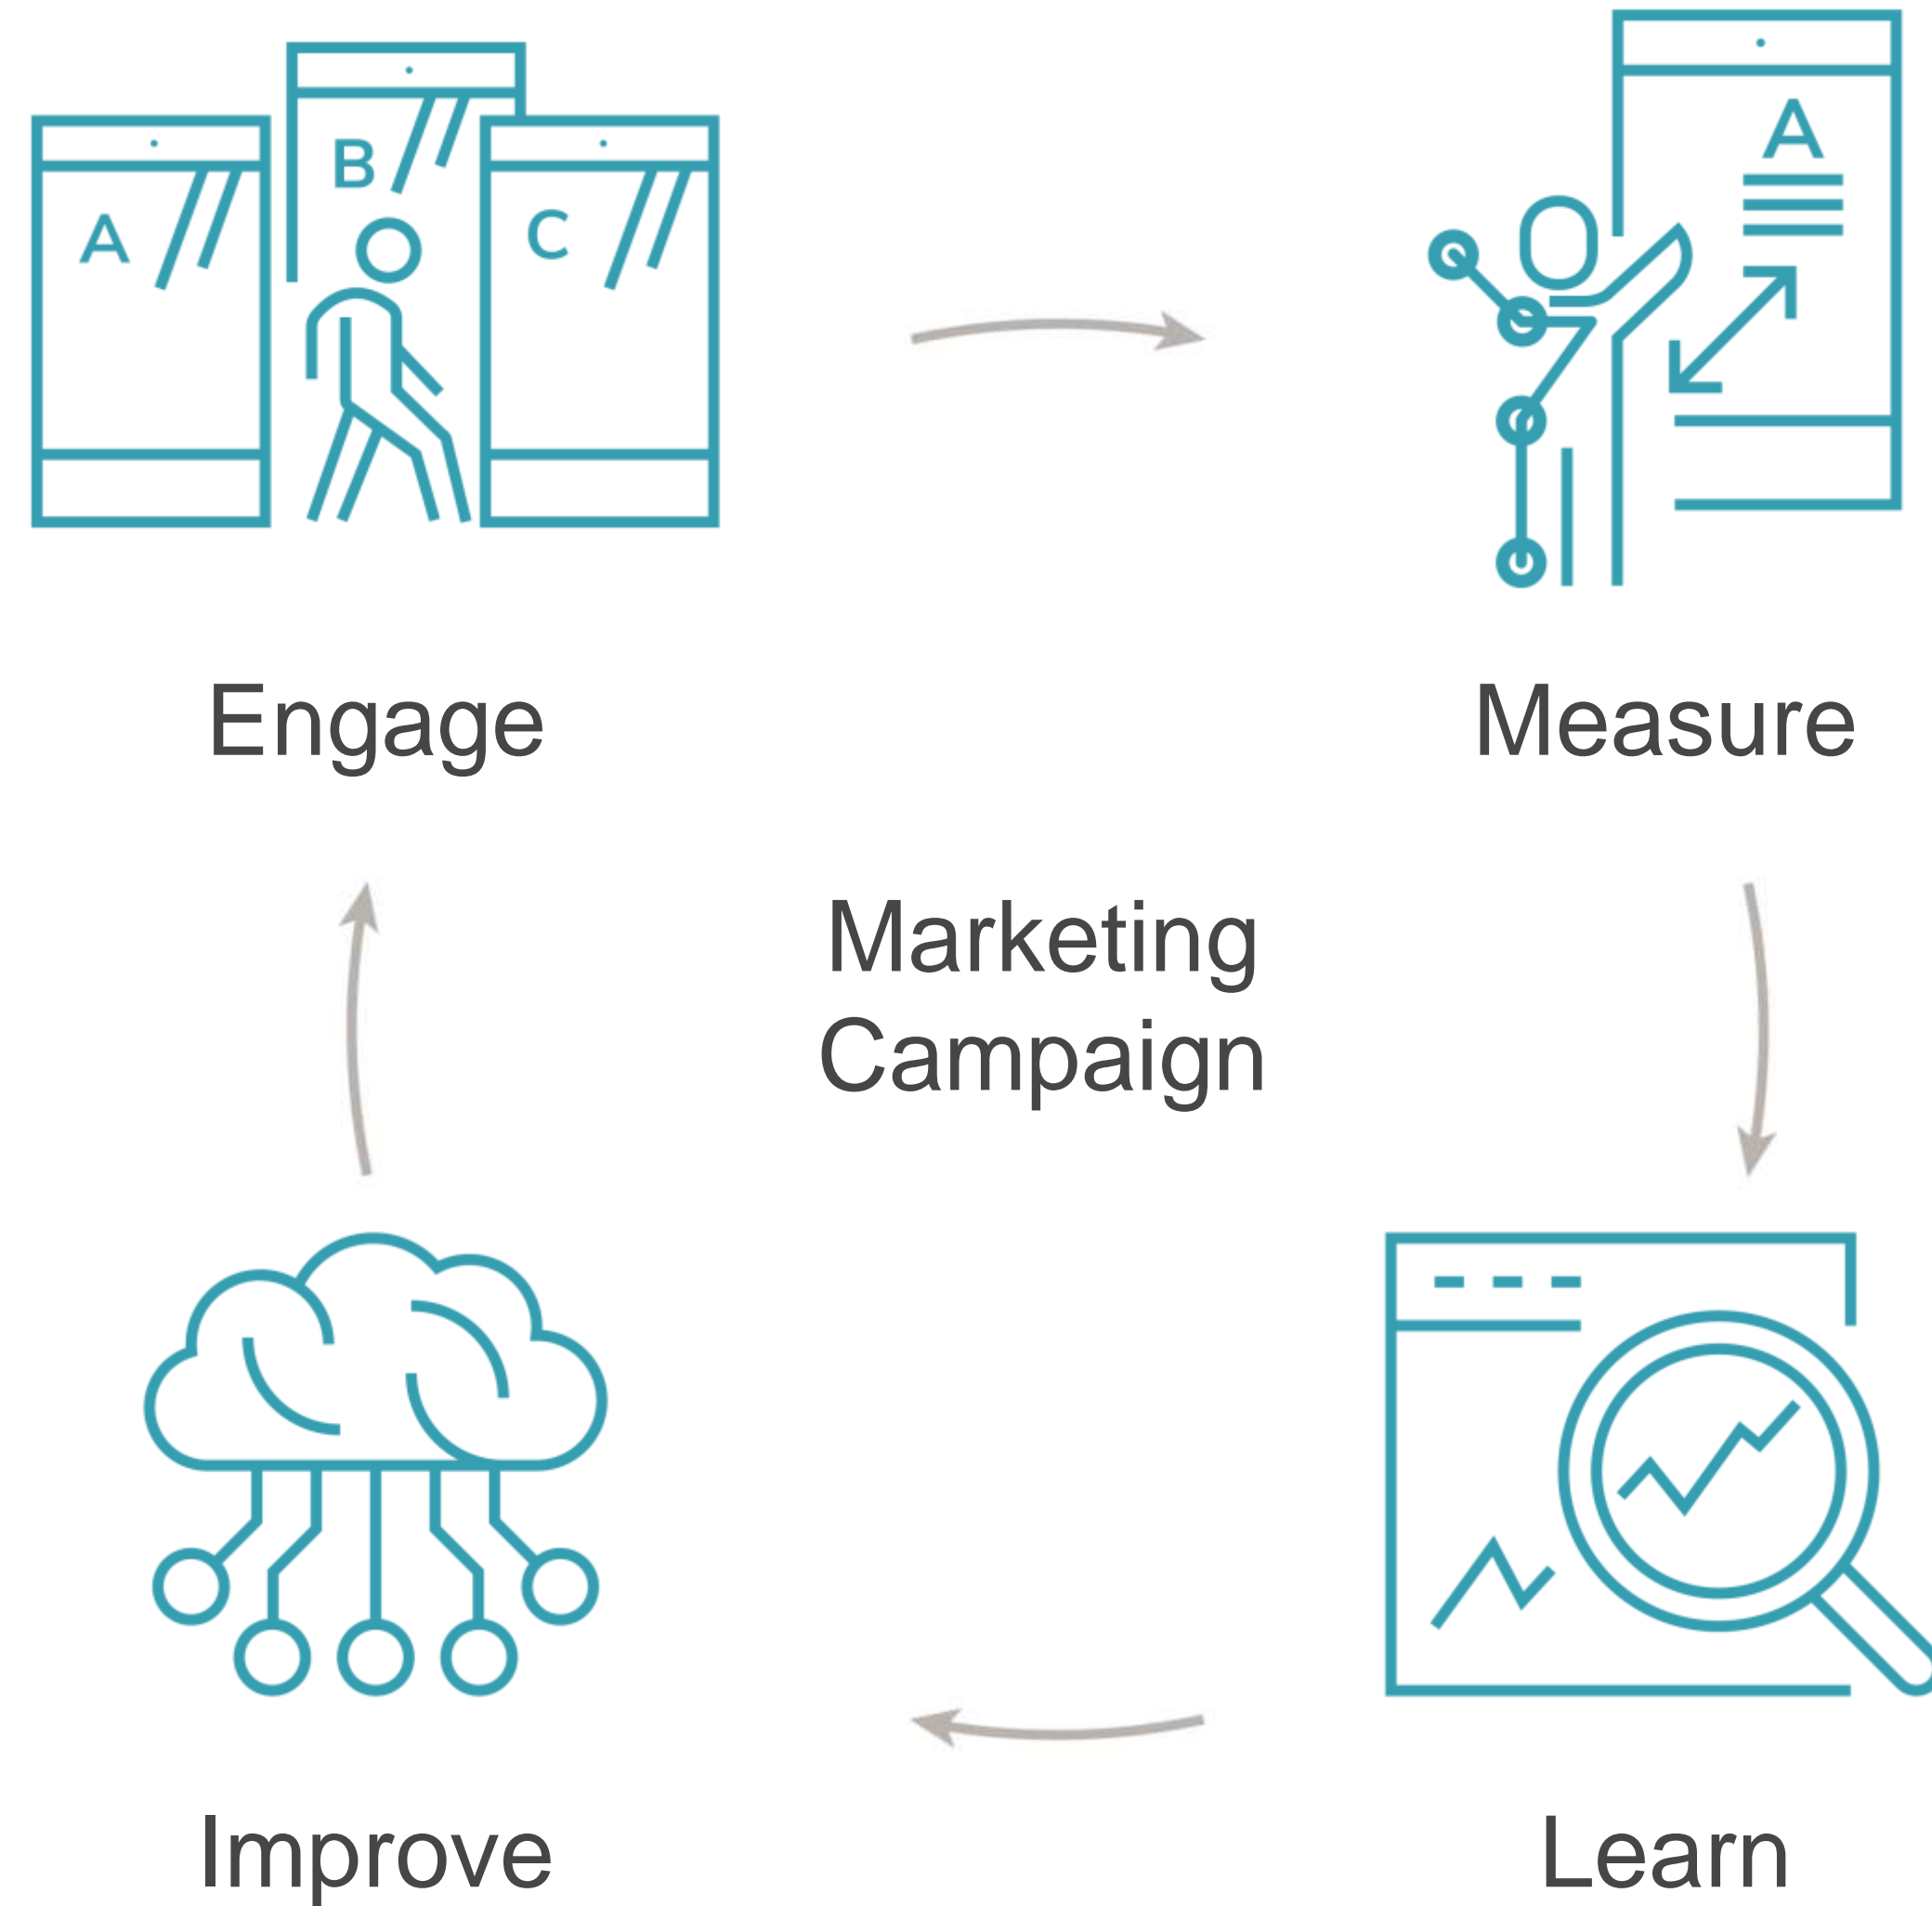 A
B
C
A
Engage
Measure
Marketing
Campaign
Improve
Learn